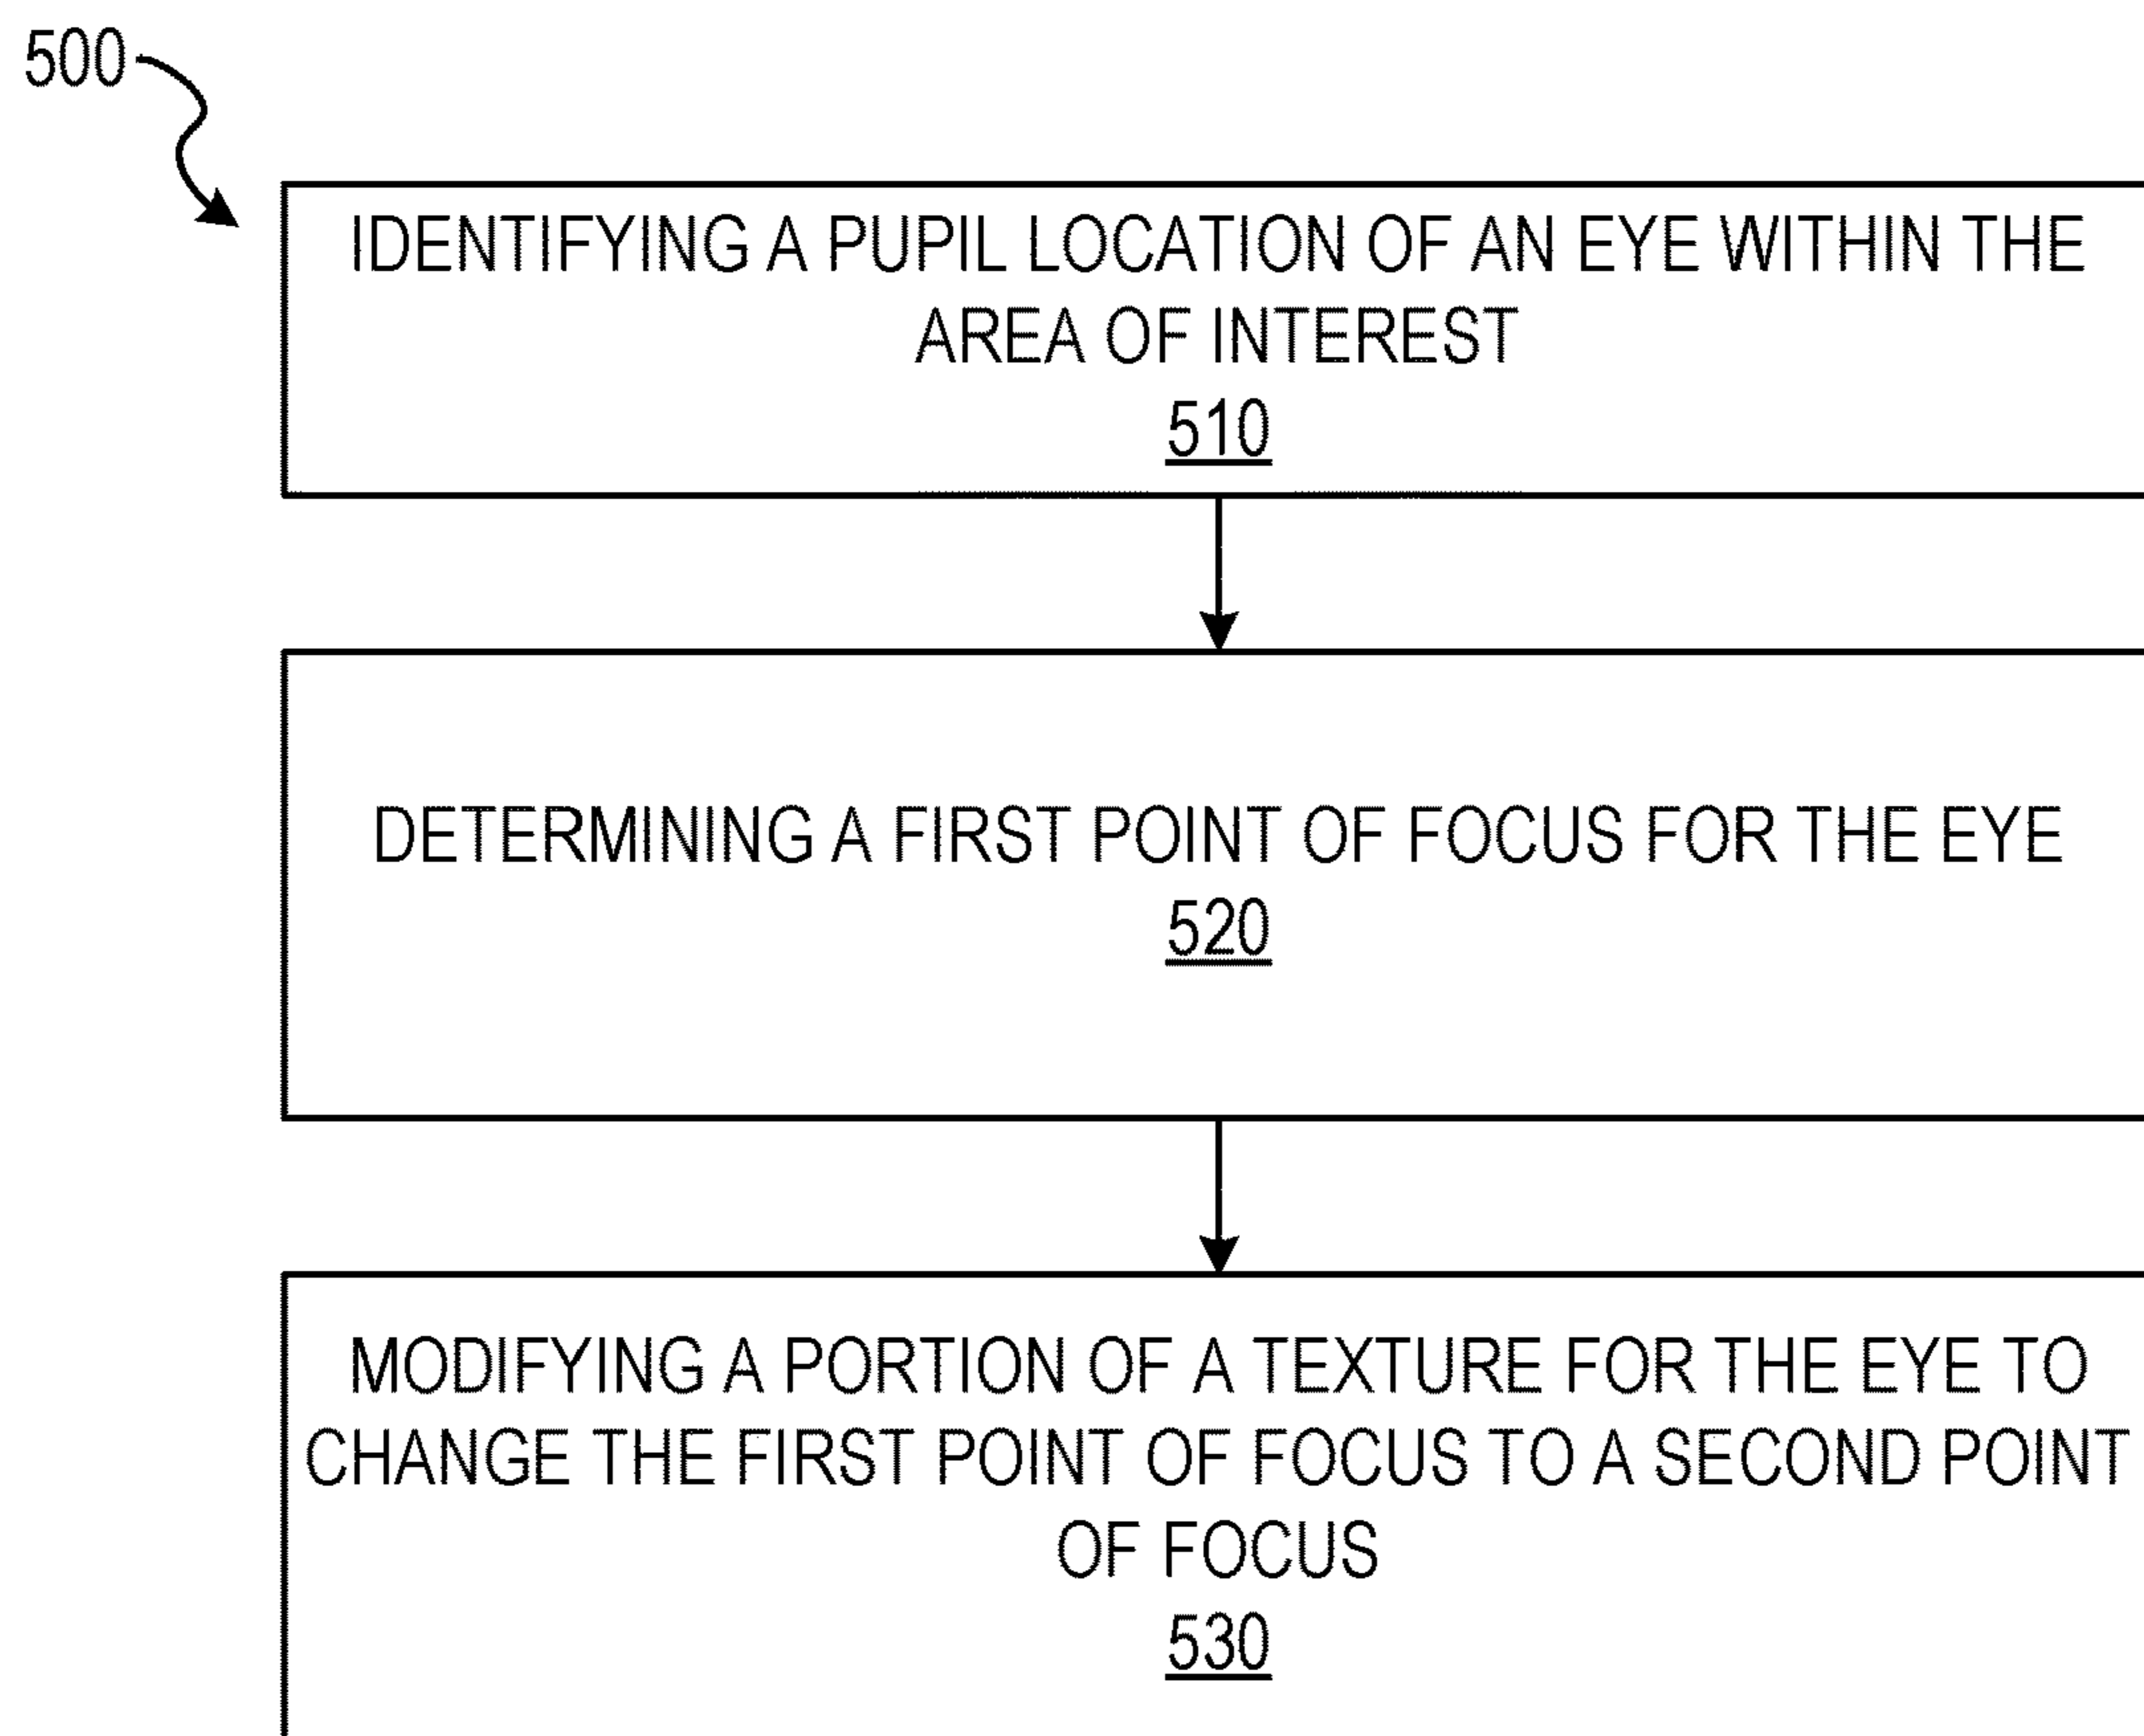 500
IDENTIFYING A PUPIL LOCATION OF AN EYE WITHIN THE
AREA OF INTEREST
510
DETERMINING A FIRST POINT OF FOCUS FOR THE EYE
520
MODIFYING A PORTION OF A TEXTURE FOR THE EYE TO
CHANGE THE FIRST POINT OF FOCUS TO A SECOND POINT
OF FOCUS
530